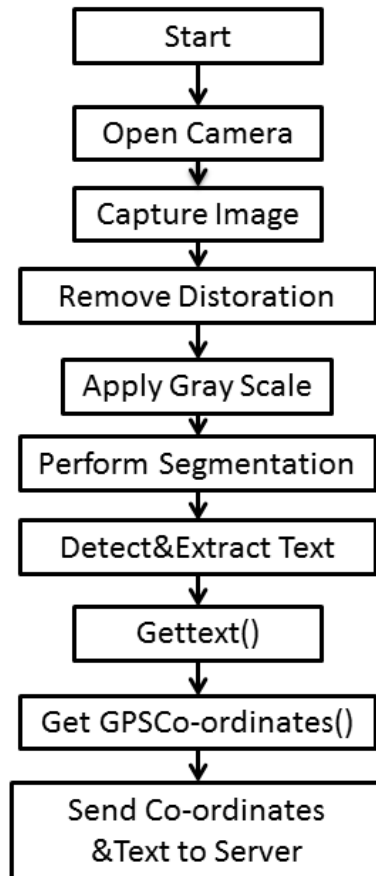 Start
Open Camera
Capture Image
Remove Distoration
Apply Gray Scale
Perform Segmentation
Detect&Extract Text
Gettext()
Get GPSCo-ordinates()
Send Co-ordinates
&Text to Server